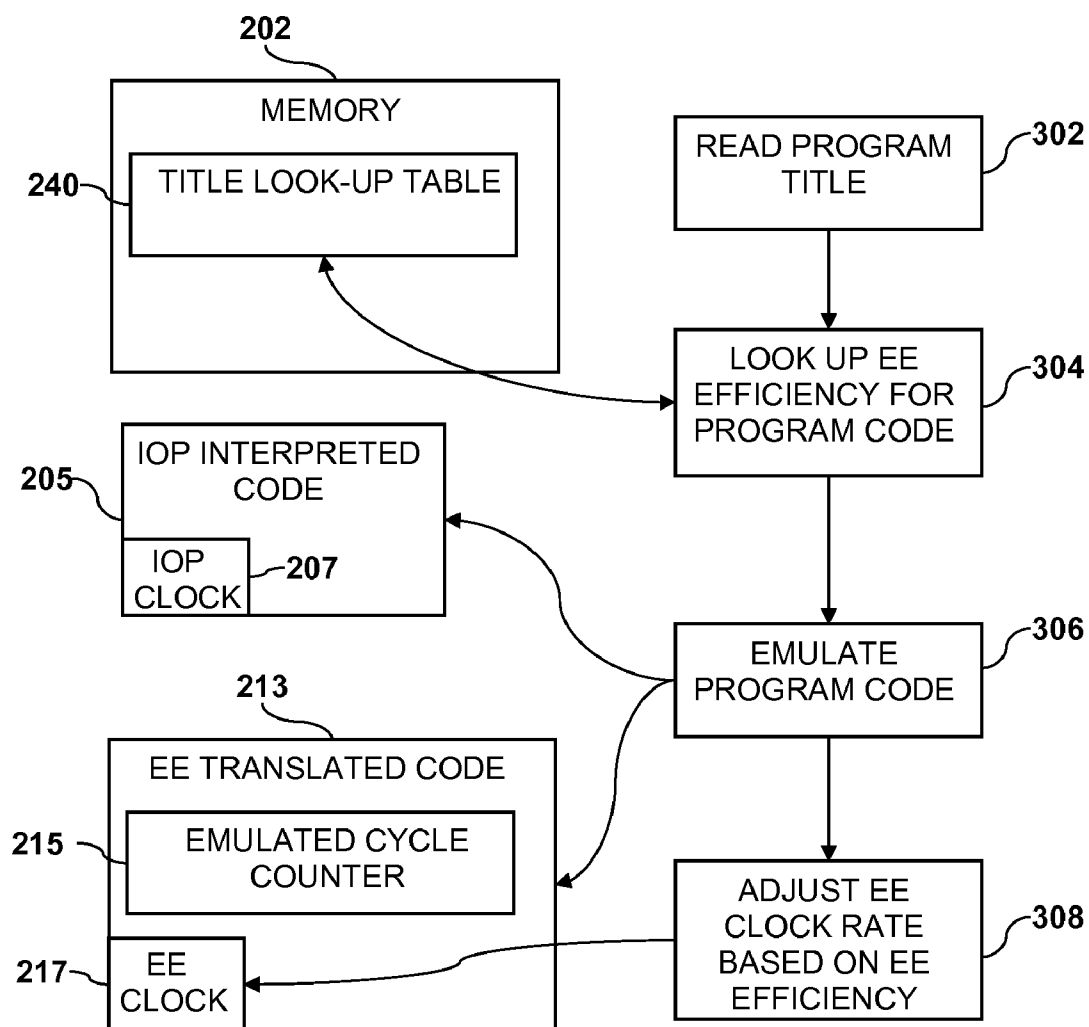 202
MEMORY
TITLE LOOK-UP TABLE
240
READ PROGRAM
TITLE
302
LOOK UP EE
EFFICIENCY FOR
PROGRAM CODE
304
IOP INTERPRETED
CODE
205
IOP
CLOCK
207
EMULATE
PROGRAM CODE
306
213
EE TRANSLATED CODE
EMULATED CYCLE
COUNTER
215
EE
CLOCK
217
ADJUST EE
CLOCK RATE
BASED ON EE
EFFICIENCY
308